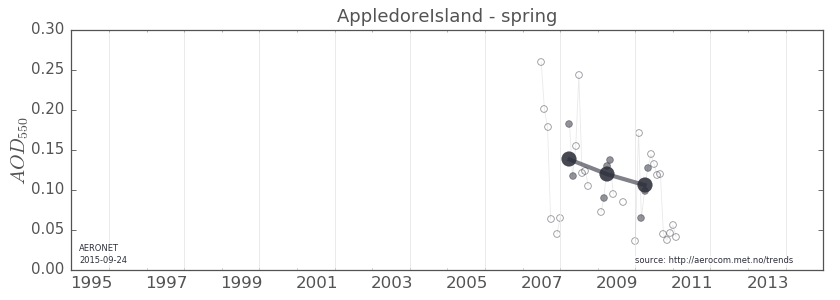 AppledoreIsland - spring
0.30
0.25
0.20
0.15
0.10
0.05
0.00
AOD550
AERONET
2015-09-24
source: http://aerocom.met.no/trends
1995 1997 1999 2001 2003 2005 2007 2009 2011 2013